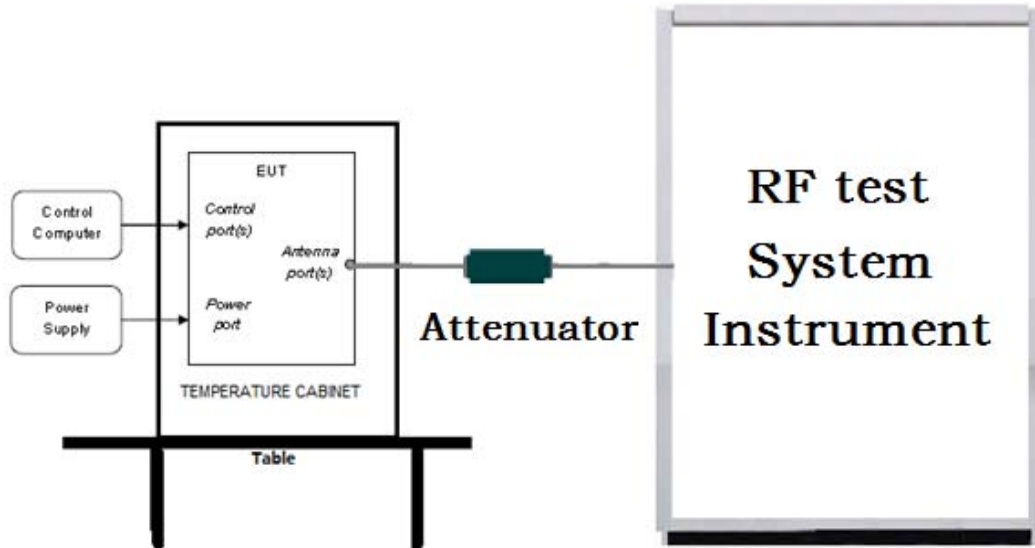 EUT
Control
Computer
Control
port(s)
Antenna
port(s)
Power
Supply
Power
port
TEMPERATURE CABINET
Table
Attenuator
RF test
System
Instrument